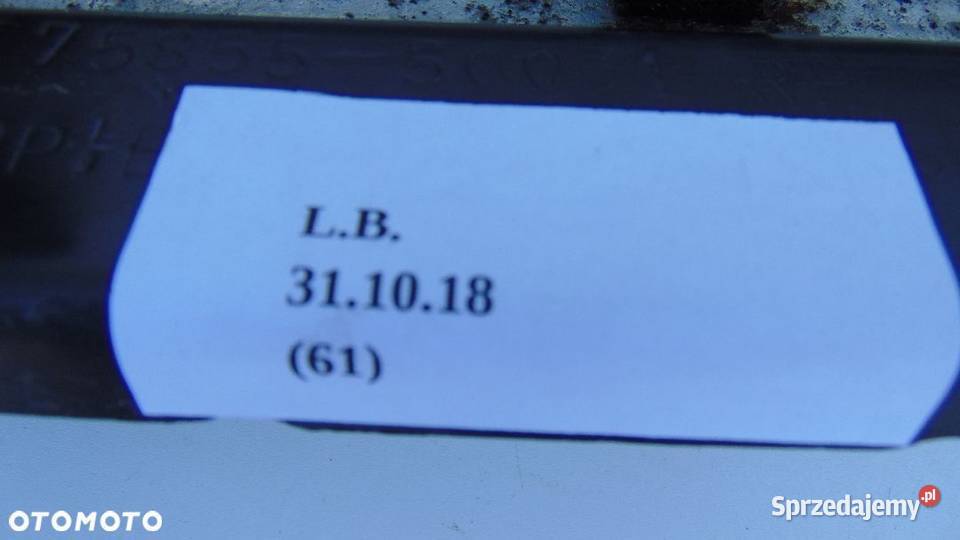 L.B.
31.10.18
(61)
OTOMOTO
Sprzedajemy.pl